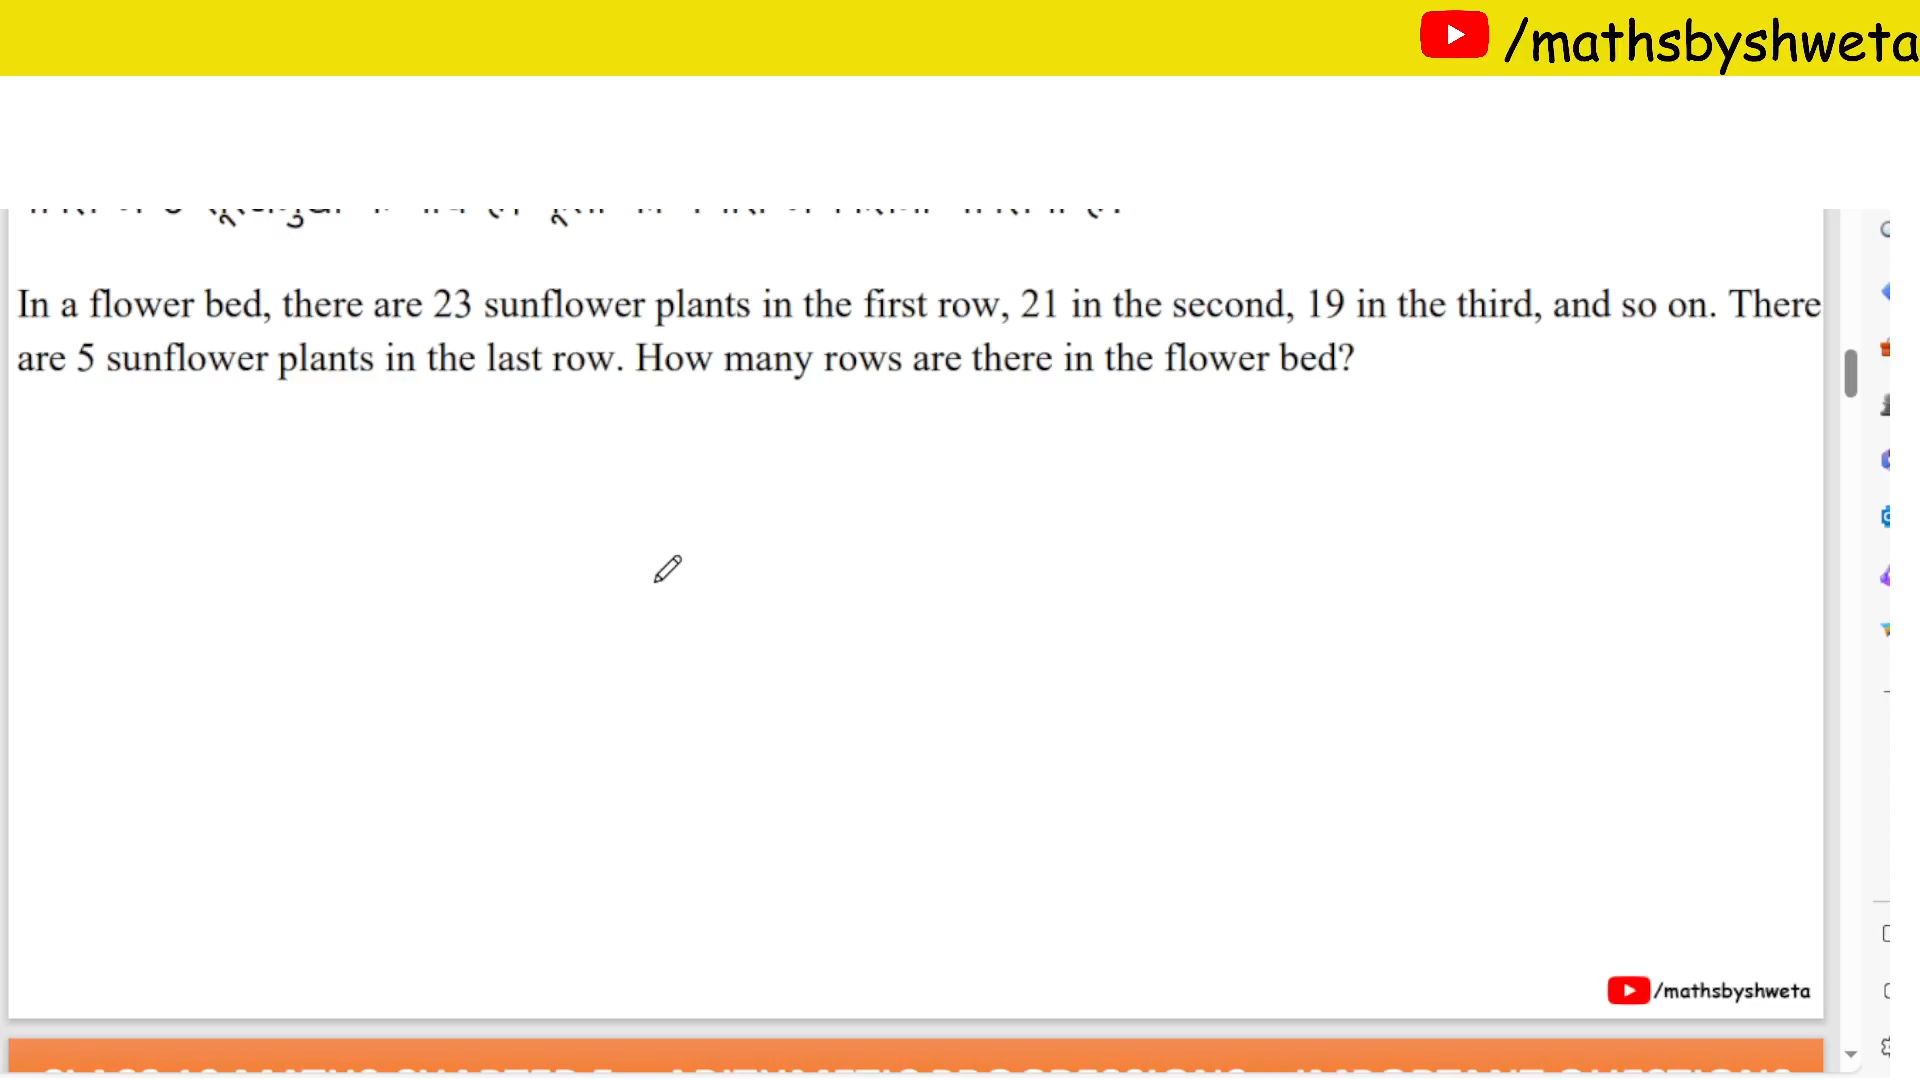 /mathsbyshweta
In a flower bed, there are 23 sunflower plants in the first row, 21 in the second, 19 in the third, and so on. There
are 5 sunflower plants in the last row. How many rows are there in the flower bed?
/mathsbyshweta